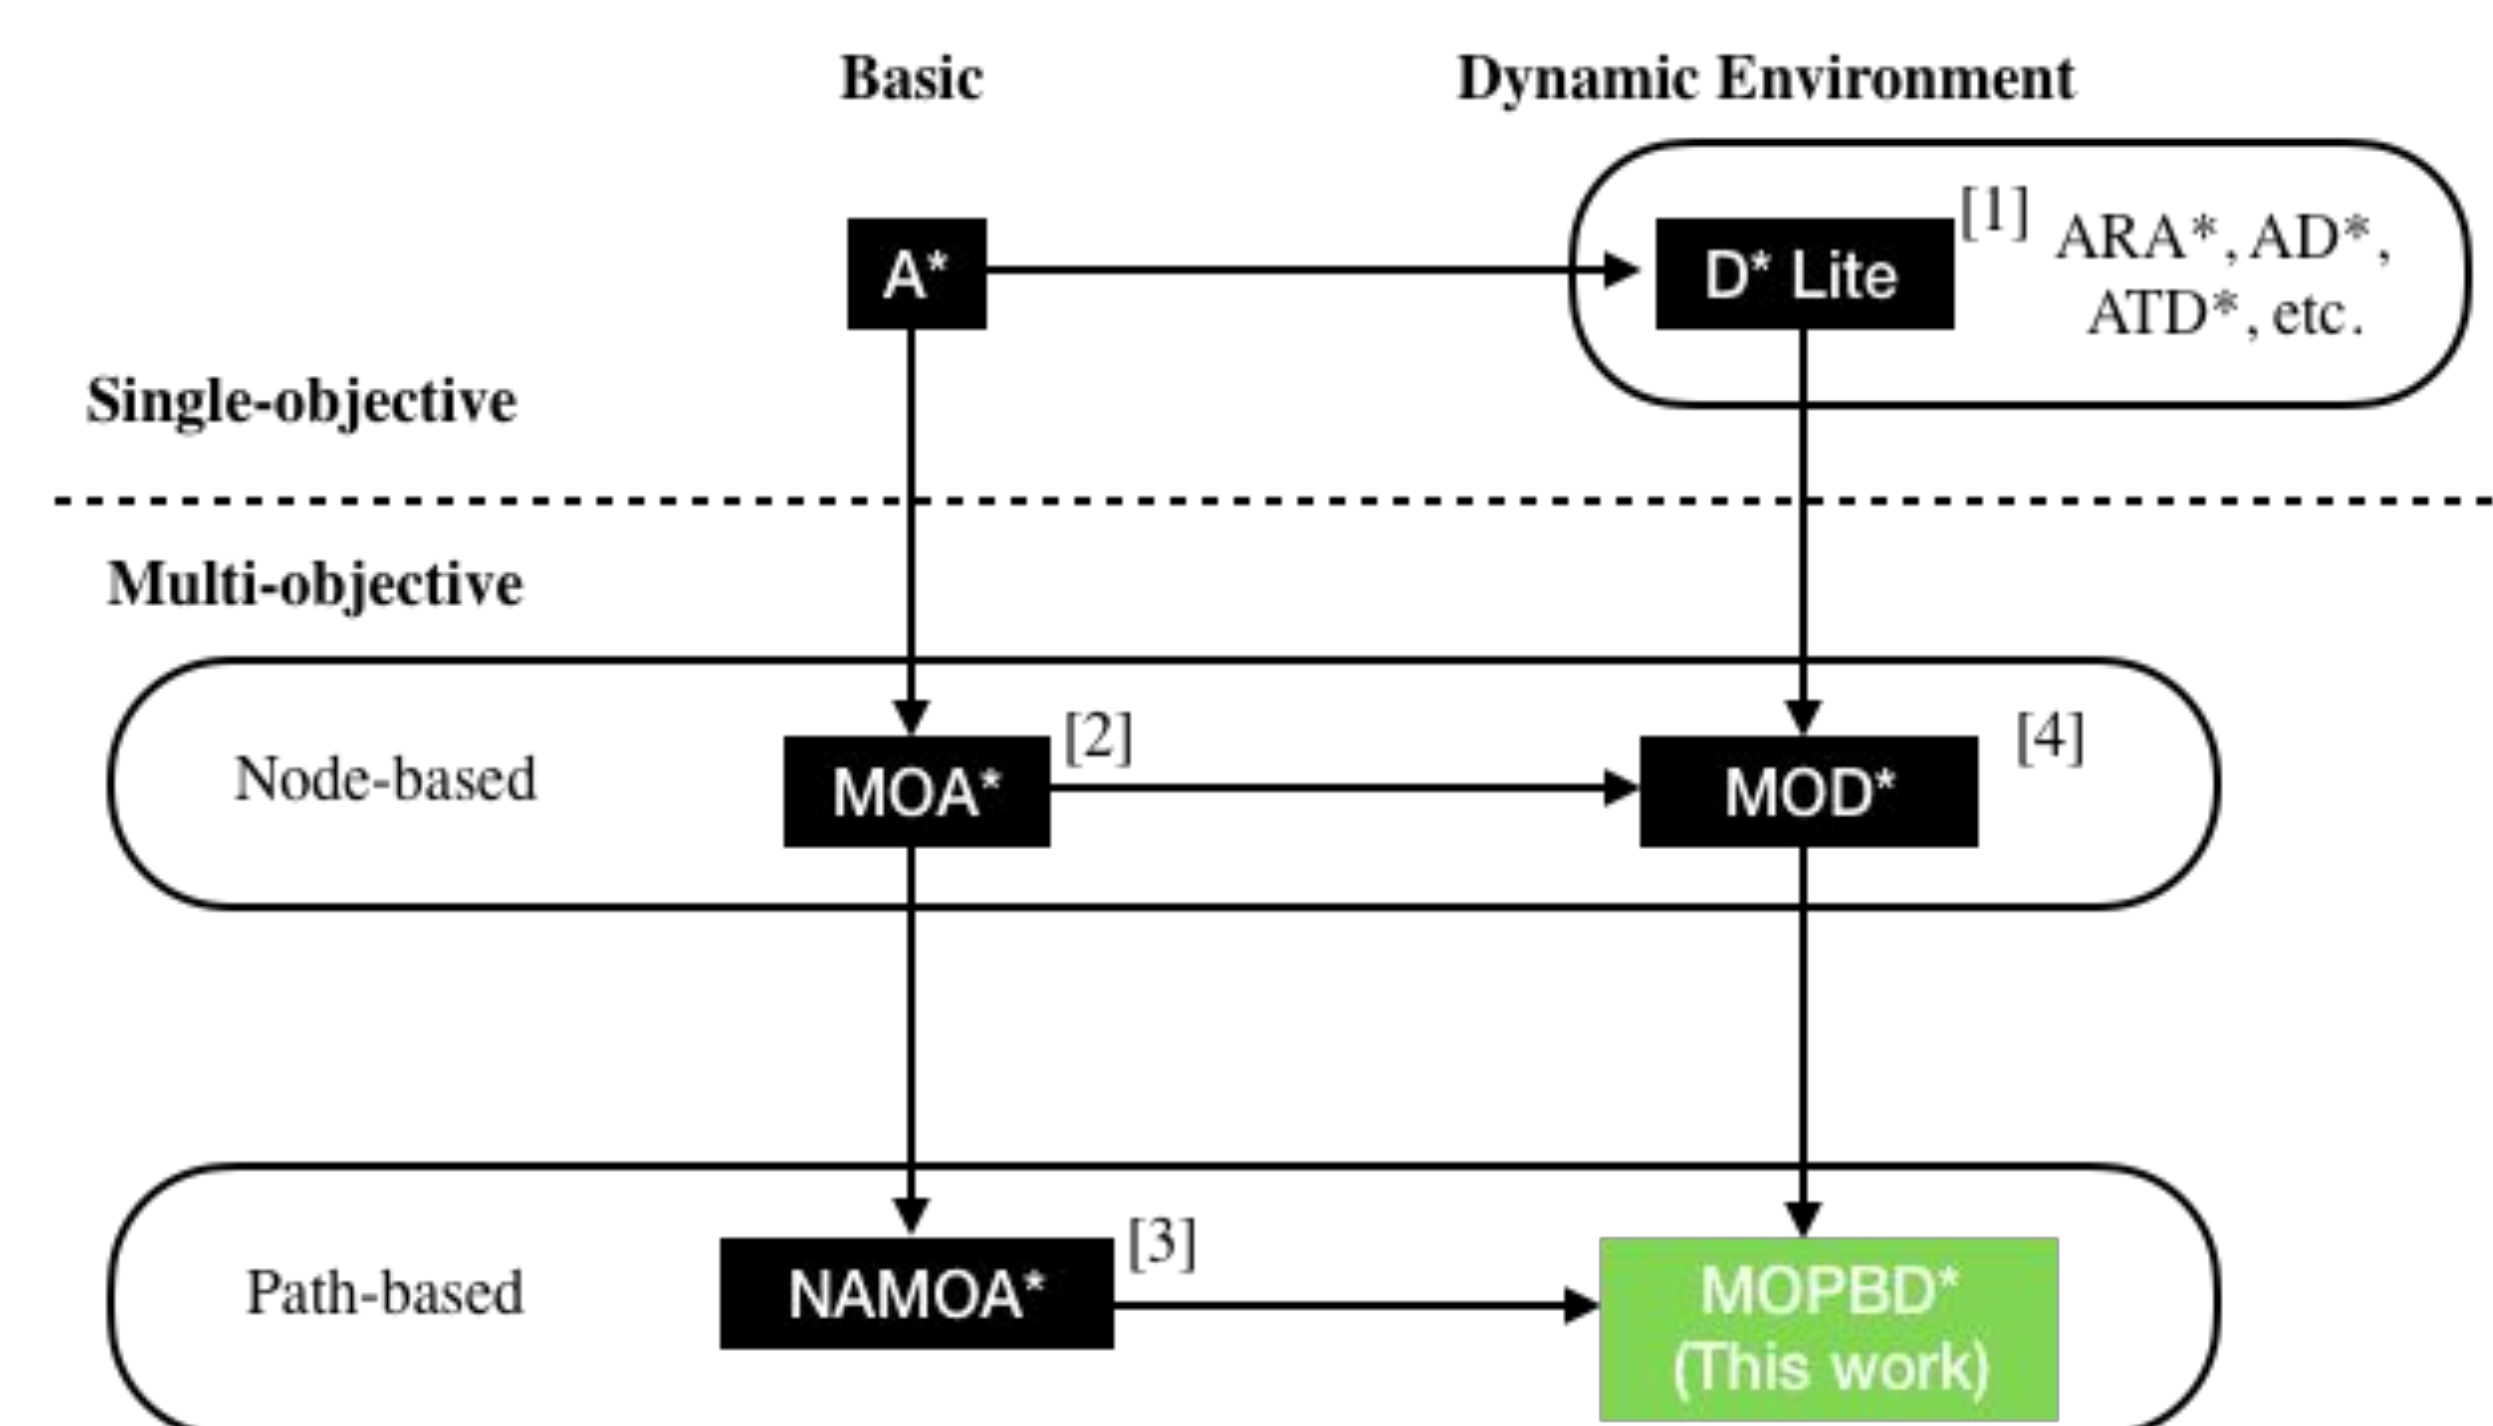 Basic
Dynamic Environment
A*
D* Lite
[1]
ARA*, AD*,
ATD*, etc.
Single-objective
Multi-objective
Node-based
MOA*
[2]
MOD*
[4]
Path-based
NAMOA*
[3]
MOPBD*
(This work)